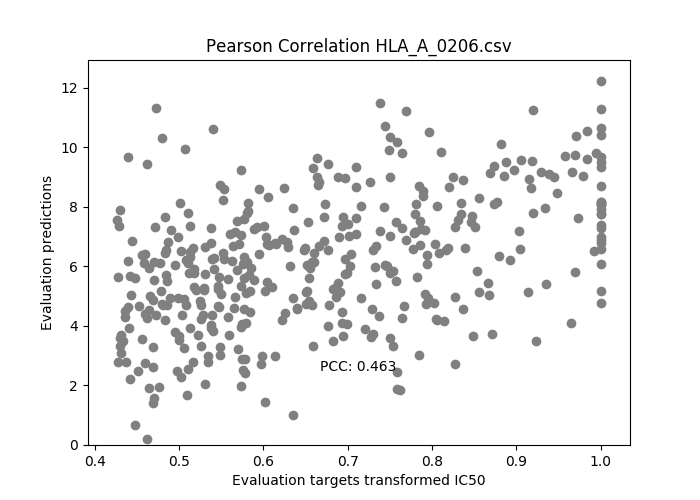 Pearson Correlation HLA_A_0206.csv
Evaluation predictions
12
10
8
6
4
2
0
PCC: 0.463
0.4 0.5 0.6 0.7 0.8 0.9 1.0
Evaluation targets transformed IC50